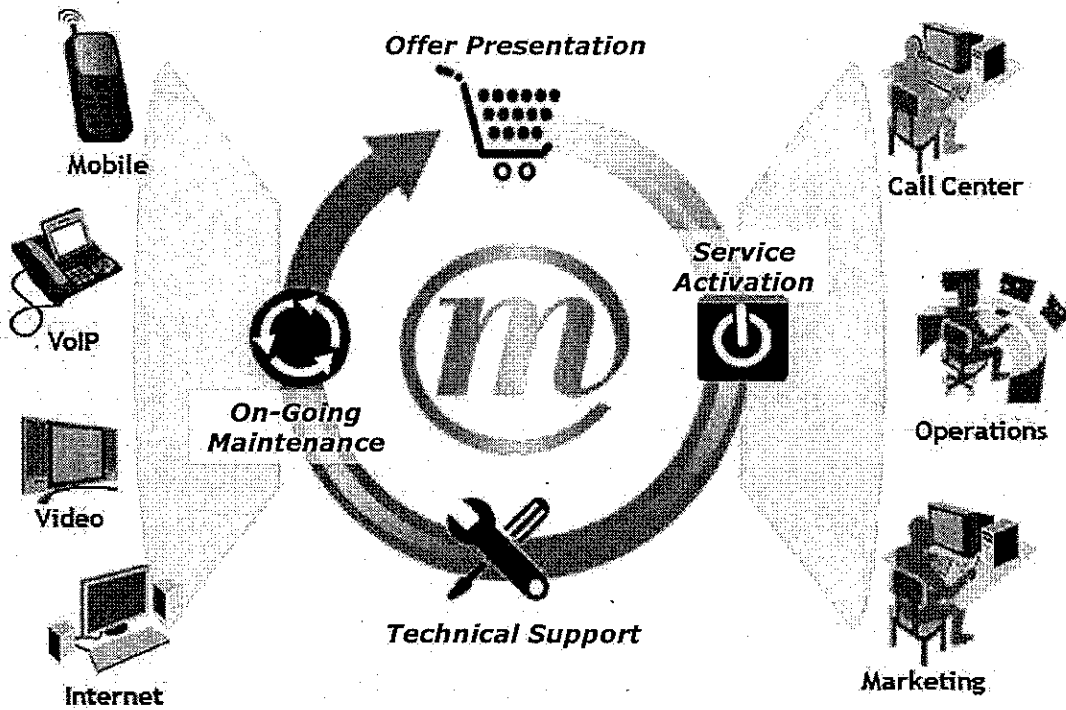 Offer Presentation
Mobile
Call Center
Service
Activation
m
VoIP
On-Going
Maintenance
Operations
Video
Technical Support
Internet
Marketing